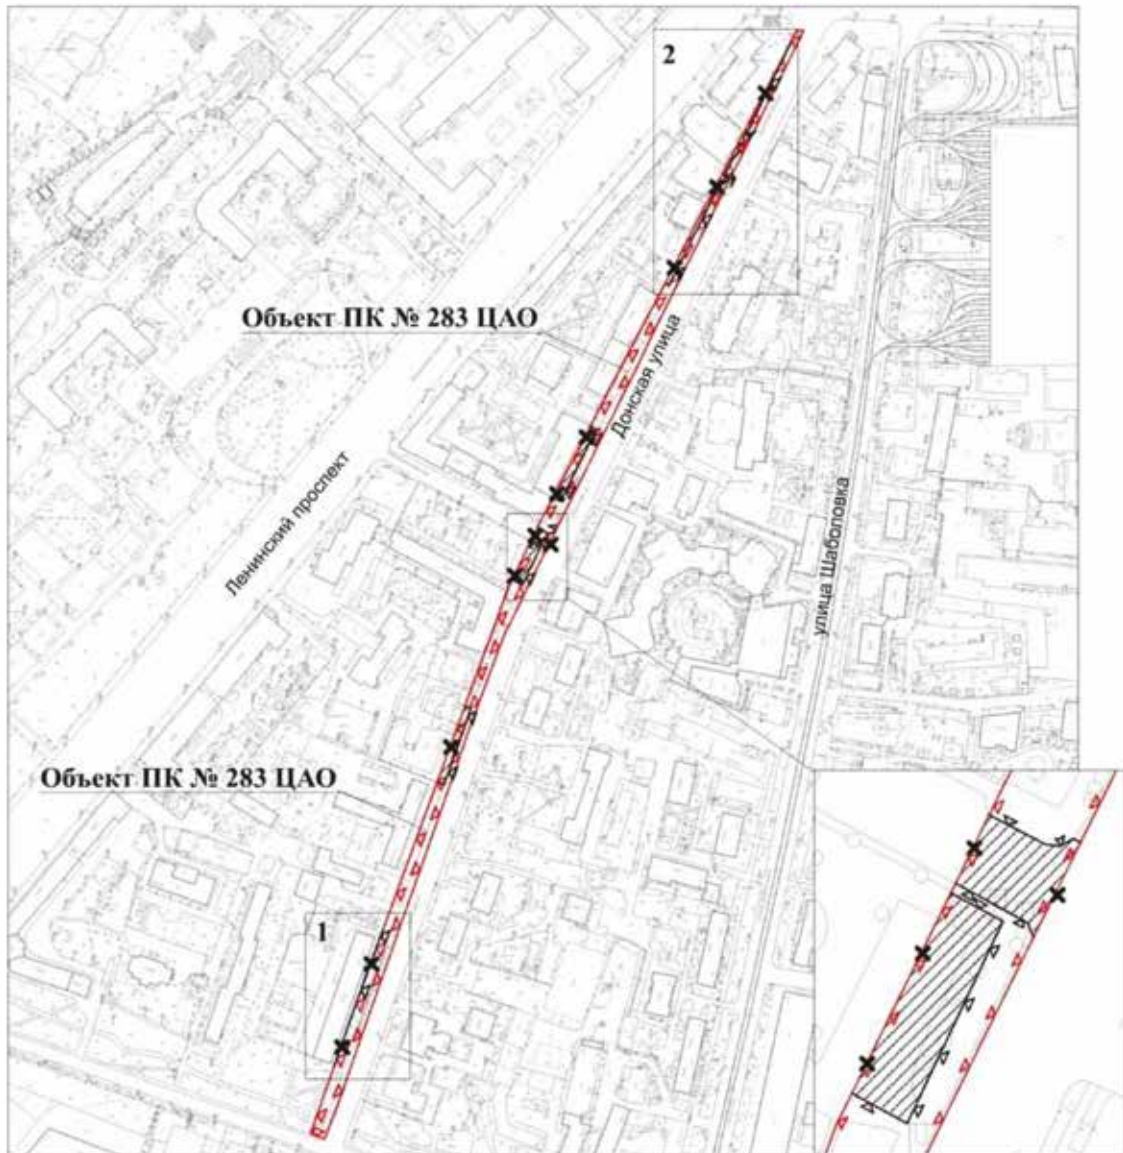 2
Объект ПК № 283 ЦАО
Донская улица
Ленинский проспект
улица Шаболовка
Объект ПК № 283 ЦАО
1